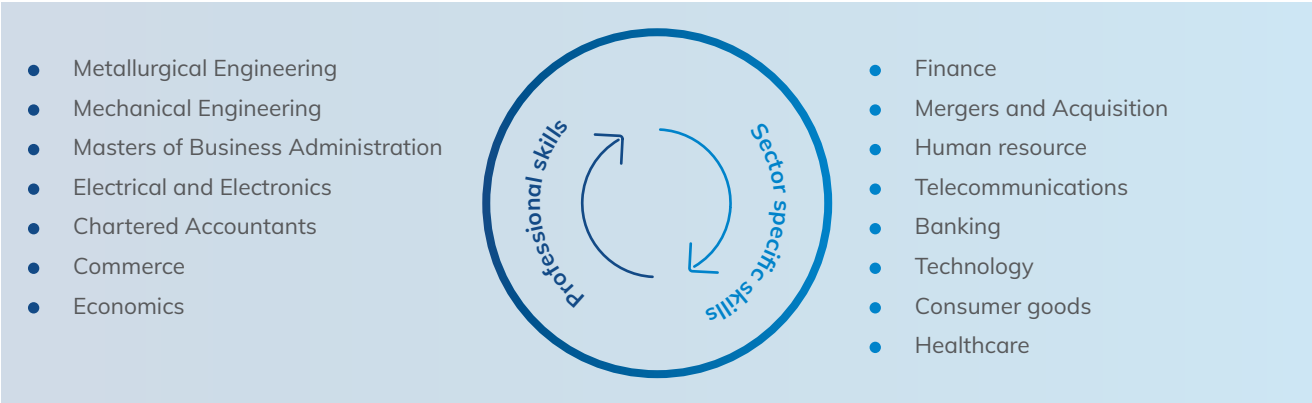 Metallurgical Engineering
Mechanical Engineering
Masters of Business Administration
Electrical and Electronics
Chartered Accountants
Commerce
Economics
Professional skills
Sector specific skills
Finance
Mergers and Acquisition
Human resource
Telecommunications
Banking
Technology
Consumer goods
Healthcare